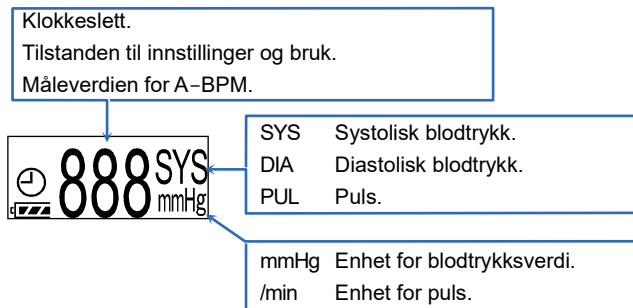 Klokkeslett.
Tilstanden til innstillinger og bruk.
Måleverdien for A–BPM.
888 SYS
mmHg
SYS Systolisk blodtrykk.
DIA Diastolisk blodtrykk.
PUL Puls.
mmHg Enhet for blodtrykksverdi.
/min Enhet for puls.